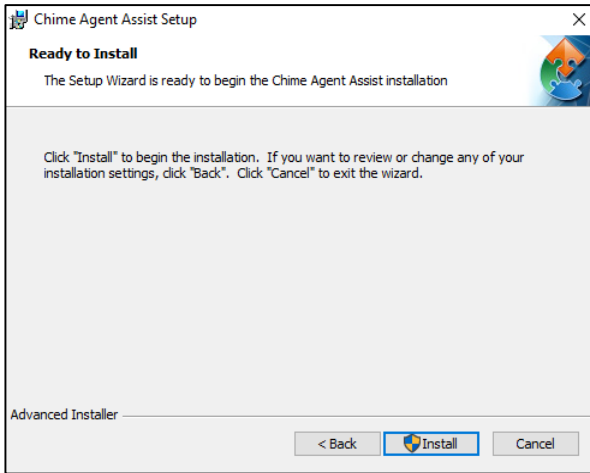 Chime Agent Assist Setup
Ready to Install
The Setup Wizard is ready to begin the Chime Agent Assist installation
Click "Install" to begin the installation.  If you want to review or change any of your
installation settings, click "Back".  Click "Cancel" to exit the wizard.
Advanced Installer
< Back
Install
Cancel